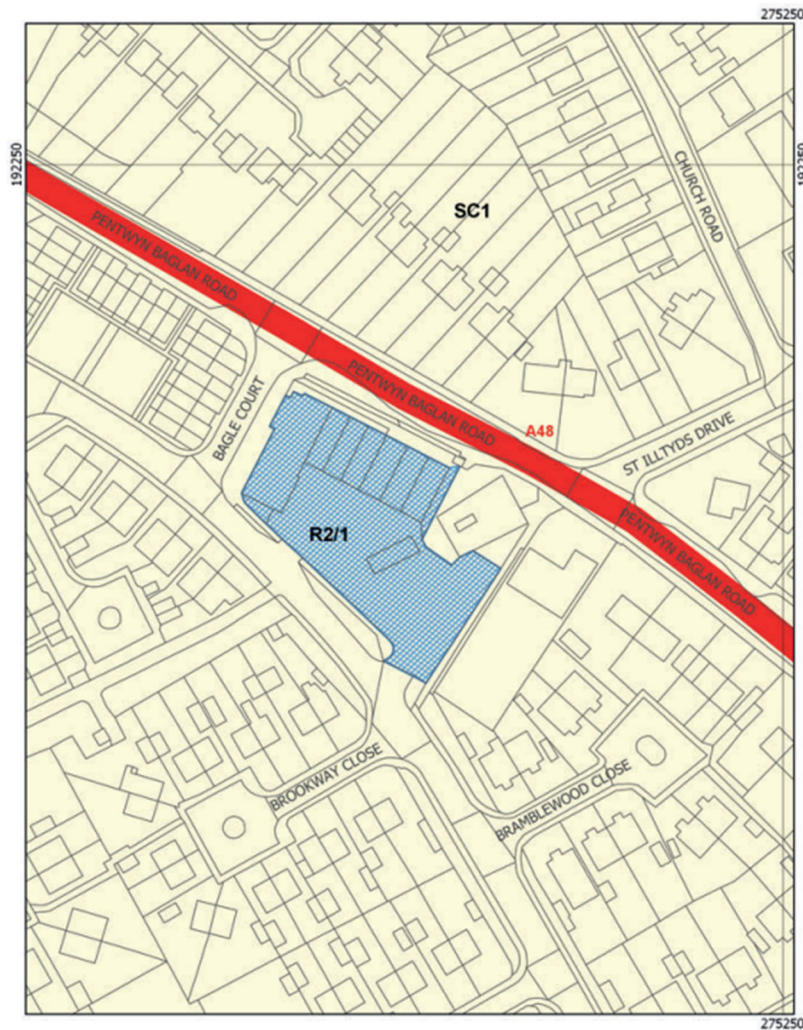 275250
192250
192250
CHURCH ROAD
SC1
PENTWYN BAGLAN ROAD
PENTWYN BAGLAN ROAD
BAGLE COURT
A48
ST ILLTYDS DRIVE
R2/1
PENTWYN BAGLAN ROAD
BROOKWAY CLOSE
BRAMBLEWOOD CLOSE
275250